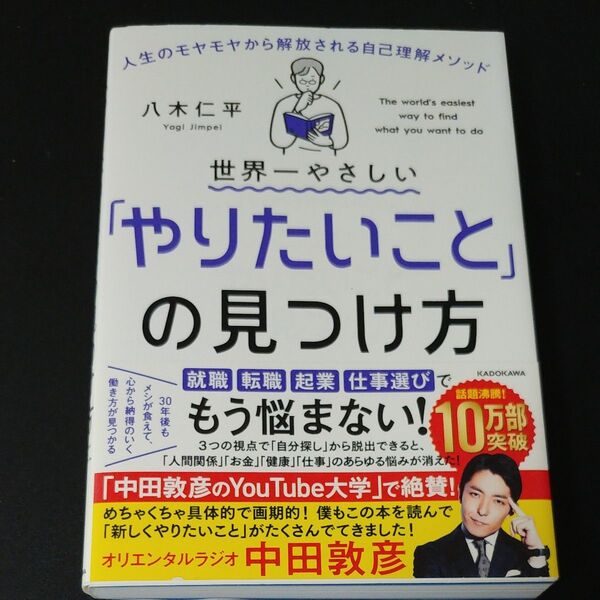 人生のモヤモヤから解放される自己理解メソッド
八木仁平
Yagi Jimpei
The world's easiest
way to find
what you want to do
世界一やさしい
「やりたいこと」
の見つけ方
KADOKAWA
30年後も
メシが食えて、
心から納得のいく
働き方が見つかる
就職 転職 起業 仕事選びで
もう悩まない!
話題沸騰!
10万部
突破
3つの視点で「自分探し」から脱出できると、
「人間関係」「お金」「健康」「仕事」のあらゆる悩みが消えた!
「中田敦彦のYouTube大学」で絶賛!
めちゃくちゃ具体的で画期的! 僕もこの本を読んで
「新しくやりたいこと」がたくさんでてきました!
オリエンタルラジオ 中田敦彦